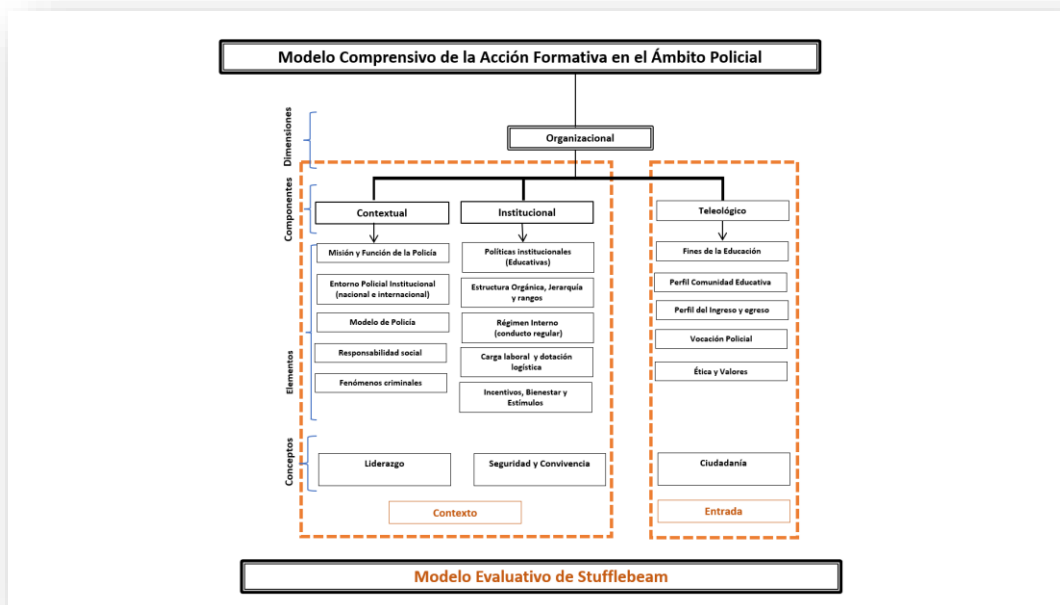 Modelo Comprensivo de la Acción Formativa en el Ámbito Policial
Dimensiones
Organizacional
Componentes
Contextual
Institucional
Teleológico
Elementos
Misión y Función de la Policía
Entorno Policial Institucional
(nacional e internacional)
Modelo de Policía
Responsabilidad social
Fenómenos criminales
Políticas institucionales
(Educativas)
Estructura Orgánica, Jerarquía
y rangos
Régimen Interno
(conducto regular)
Carga laboral y dotación
logística
Incentivos, Bienestar y
Estímulos
Fines de la Educación
Perfil Comunidad Educativa
Perfil del Ingreso y egreso
Vocación Policial
Ética y Valores
Conceptos
Liderazgo
Seguridad y Convivencia
Ciudadanía
Contexto
Entrada
Modelo Evaluativo de Stufflebeam